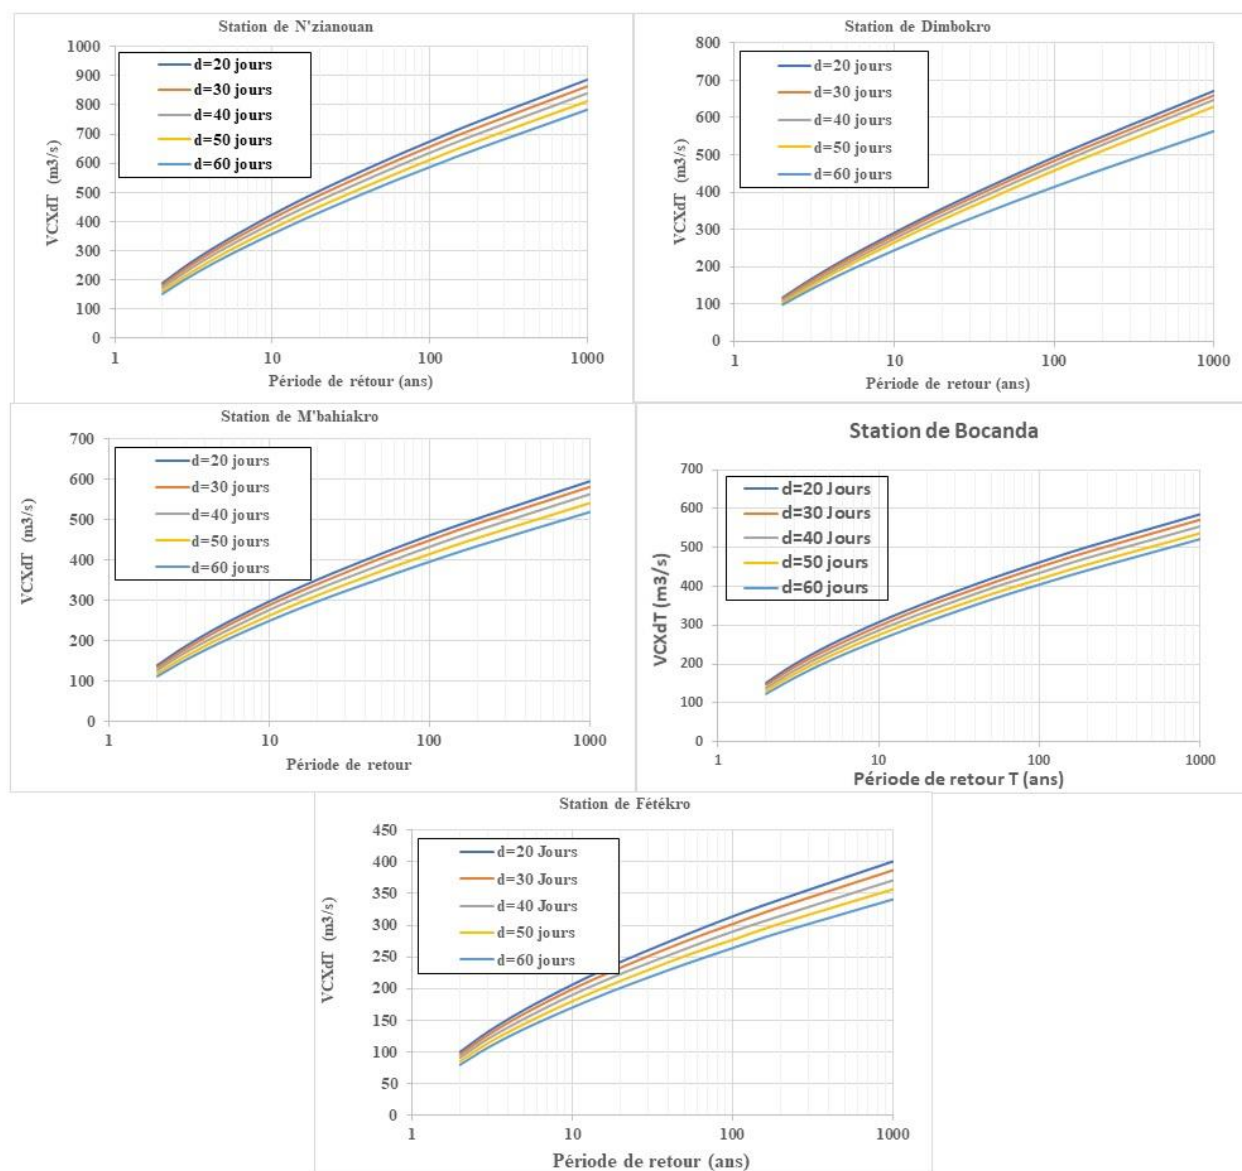 Station de N'zianouan
1000
900
800
700
600
500
400
300
200
100
0
VCXdT (m3/s)
d=20 jours
d=30 jours
d=40 jours
d=50 jours
d=60 jours
1 10 100 1000
Période de rétour (ans)
Station de Dimbokro
800
700
600
500
400
300
200
100
0
VCXdT (m3/s)
d=20 jours
d=30 jours
d=40 jours
d=50 jours
d=60 jours
1 10 100 1000
Période de retour (ans)
Station de M'bahiakro
700
600
500
400
300
200
100
0
VCXdT (m3/s)
d=20 jours
d=30 jours
d=40 jours
d=50 jours
d=60 jours
1 10 100 1000
Période de retour
Station de Bocanda
700
600
500
400
300
200
100
0
VCXdT (m3/s)
d=20 Jours
d=30 Jours
d=40 Jours
d=50 jours
d=60 jours
1 10 100 1000
Période de retour T (ans)
Station de Fétékro
450
400
350
300
250
200
150
100
50
0
VCXdT (m3/s)
d=20 Jours
d=30 Jours
d=40 Jours
d=50 jours
d=60 jours
1 10 100 1000
Période de retour (ans)